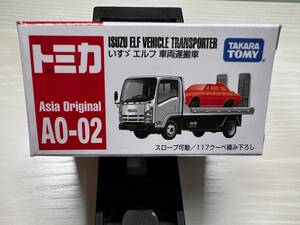 トミカ
ISUZU ELF VEHICLE TRANSPORTER
いすゞ エルフ 車両運搬車
TAKARA TOMY
Asia Original
AO-02
スロープ可動/117クーペ積み下ろし